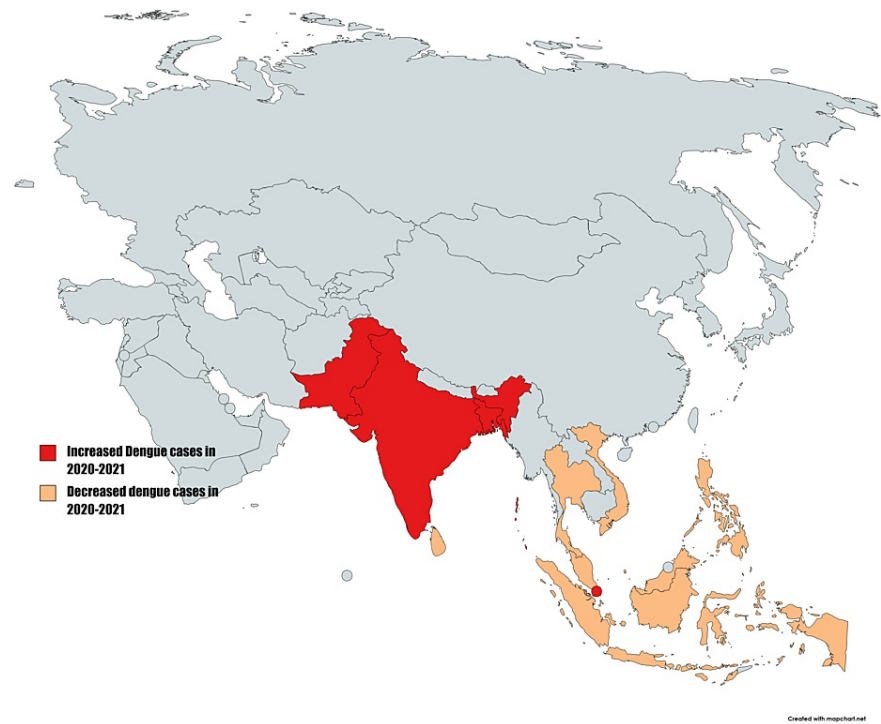 Increased Dengue cases in
2020-2021
Decreased dengue cases in
2020-2021
Created with mapchart.net